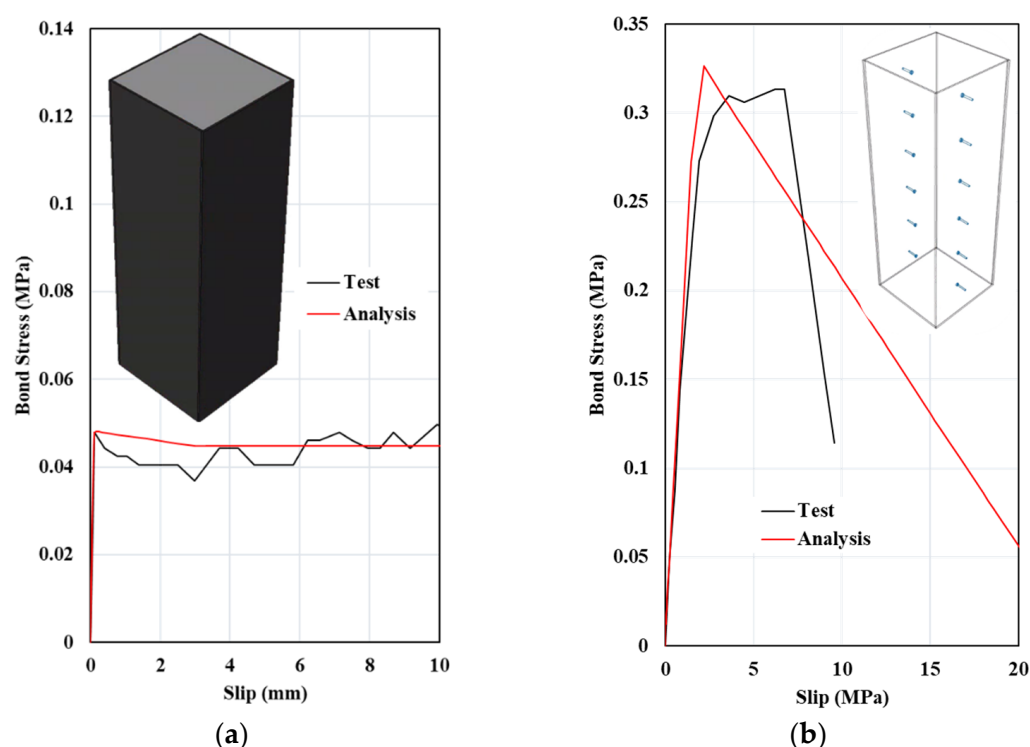 0.14
0.12
0.1
0.08
0.06
0.04
0.02
0
Bond Stress (MPa)
Test
Analysis
0 2 4 6 8 10
Slip (mm)
(a)
0.35
0.3
0.25
0.2
0.15
0.1
0.05
0
Bond Stress (MPa)
Test
Analysis
0 5 10 15 20
Slip (MPa)
(b)